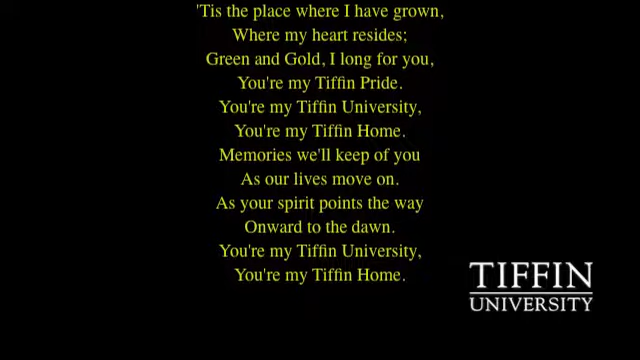 'Tis the place where I have grown,
Where my heart resides;
Green and Gold, I long for you,
You're my Tiffin Pride.
You're my Tiffin University,
You're my Tiffin Home.
Memories we'll keep of you
As our lives move on.
As your spirit points the way
Onward to the dawn.
You're my Tiffin University,
You're my Tiffin Home.
TIFFIN
UNIVERSITY